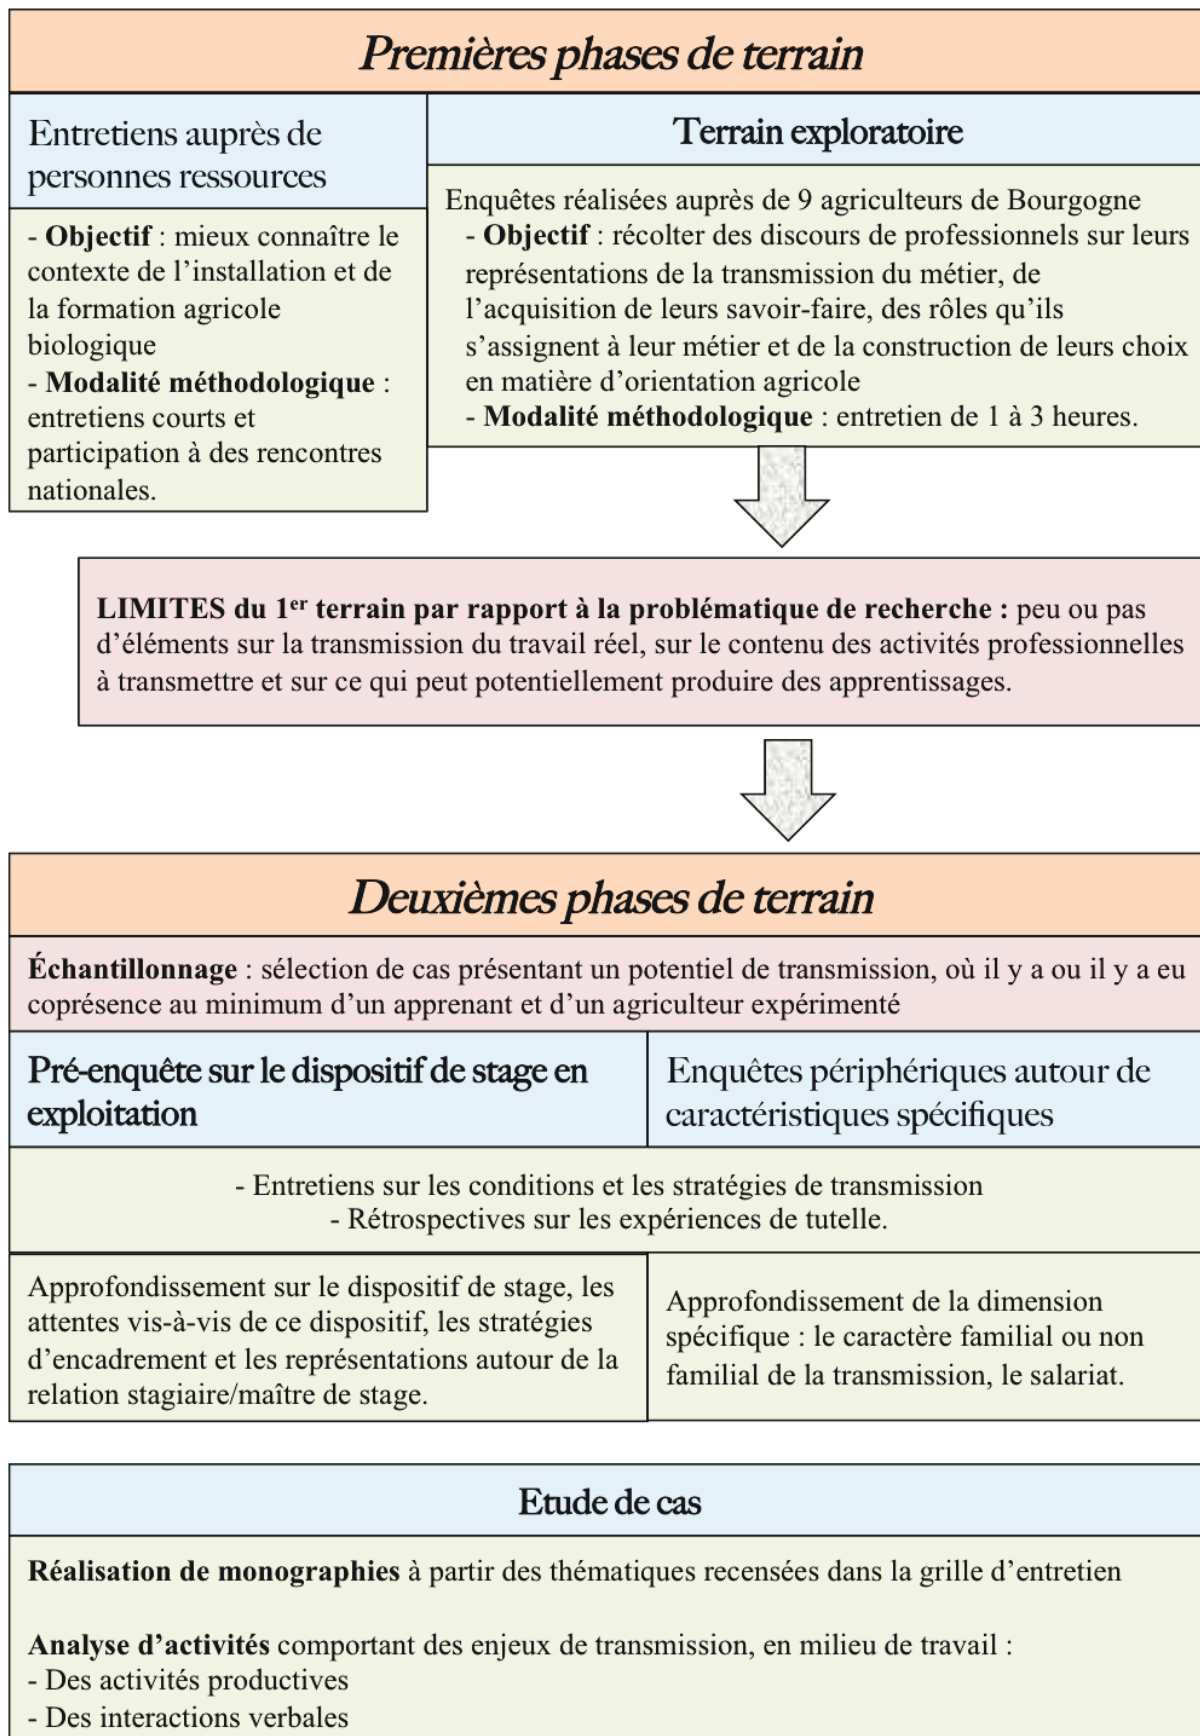 Premières phases de terrain
Entretiens auprès de
personnes ressources
- Objectif : mieux connaître le
contexte de l’installation et de
la formation agricole
biologique
- Modalité méthodologique :
entretiens courts et
participation à des rencontres
nationales.
Terrain exploratoire
Enquêtes réalisées auprès de 9 agriculteurs de Bourgogne
- Objectif : récolter des discours de professionnels sur leurs
représentations de la transmission du métier, de
l’acquisition de leurs savoir-faire, des rôles qu’ils
s’assignent à leur métier et de la construction de leurs choix
en matière d’orientation agricole
- Modalité méthodologique : entretien de 1 à 3 heures.
LIMITES du 1er terrain par rapport à la problématique de recherche : peu ou pas
d’éléments sur la transmission du travail réel, sur le contenu des activités professionnelles
à transmettre et sur ce qui peut potentiellement produire des apprentissages.
Deuxièmes phases de terrain
Échantillonnage : sélection de cas présentant un potentiel de transmission, où il y a ou il y a eu
coprésence au minimum d’un apprenant et d’un agriculteur expérimenté
Pré-enquête sur le dispositif de stage en
exploitation
Enquêtes périphériques autour de
caractéristiques spécifiques
- Entretiens sur les conditions et les stratégies de transmission
- Rétrospectives sur les expériences de tutelle.
Approfondissement sur le dispositif de stage, les
attentes vis-à-vis de ce dispositif, les stratégies
d’encadrement et les représentations autour de la
relation stagiaire/maître de stage.
Approfondissement de la dimension
spécifique : le caractère familial ou non
familial de la transmission, le salariat.
Etude de cas
Réalisation de monographies à partir des thématiques recensées dans la grille d’entretien
Analyse d’activités comportant des enjeux de transmission, en milieu de travail :
- Des activités productives
- Des interactions verbales